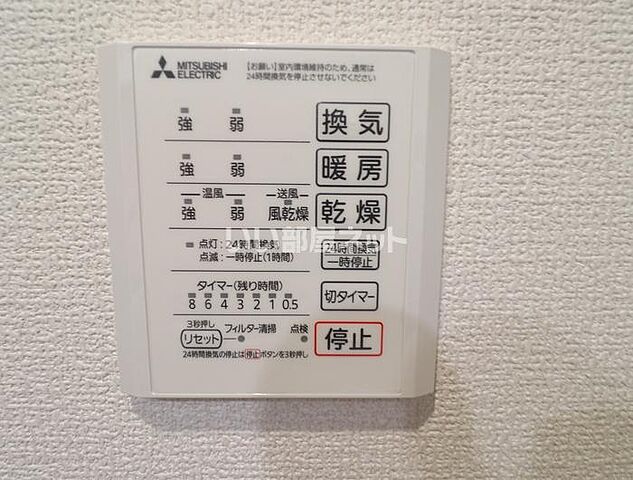 MITSUBISHI
ELECTRIC
【お願い】室内環境維持のため、通常は
24時間換気を停止させないでください
強 弱 換気
強 弱 暖房
温風 送風
強 弱 風乾燥 乾燥
点灯:24時間換気
点滅:一時停止(1時間)
24時間換気
一時停止
タイマー(残り時間)
8 6 4 3 2 1 0.5
切タイマー
3秒押し
リセット フィルター清掃 点検
停止
24時間換気の停止は停止ボタンを3秒押し
いい部屋ネット